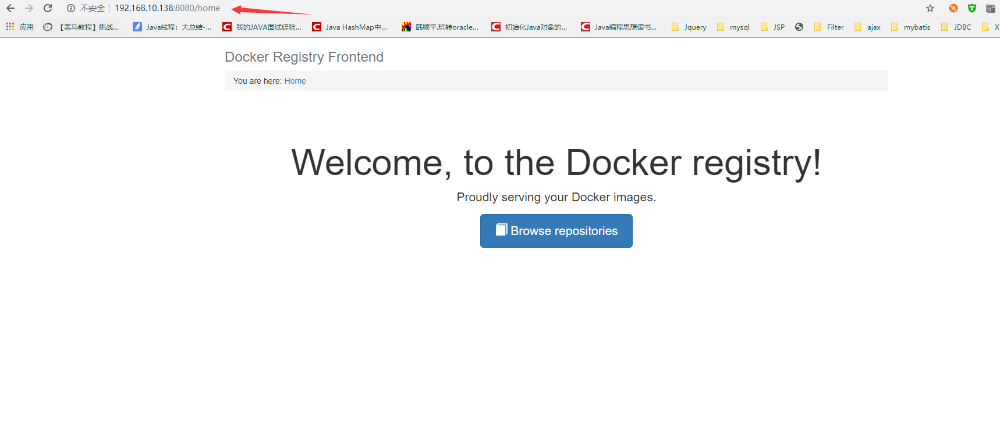 不安全 192.168.10.138:8080/home
应用 【黑马教程】挑战... Java线程：大总结-... 我的JAVA面试经验... Java HashMap中... 韩顺平.玩转oracle... 初始化Java对象的... Java编程思想读书... Jquery mysql JSP Filter ajax mybatis JDBC X
Docker Registry Frontend
You are here: Home
Welcome, to the Docker registry!
Proudly serving your Docker images.
Browse repositories